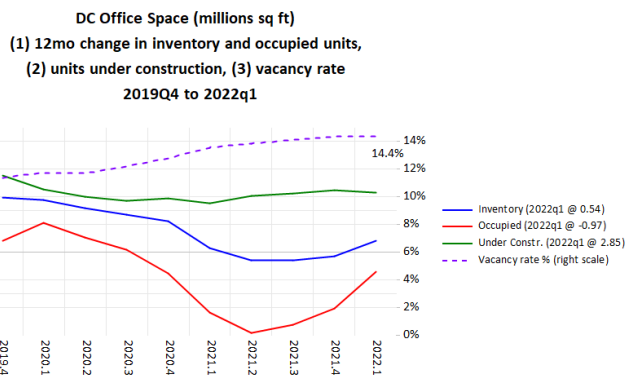 DC Office Space (millions sq ft)
(1) 12mo change in inventory and occupied units,
(2) units under construction, (3) vacancy rate
2019Q4 to 2022q1
14%
14.4%
12%
10%
8%
6%
4%
2%
0%
Inventory (2022q1 @ 0.54)
Occupied (2022q1 @ -0.97)
Under Constr. (2022q1 @ 2.85)
Vacancy rate % (right scale)
2019.4
2020.1
2020.2
2020.3
2020.4
2021.1
2021.2
2021.3
2021.4
2022.1